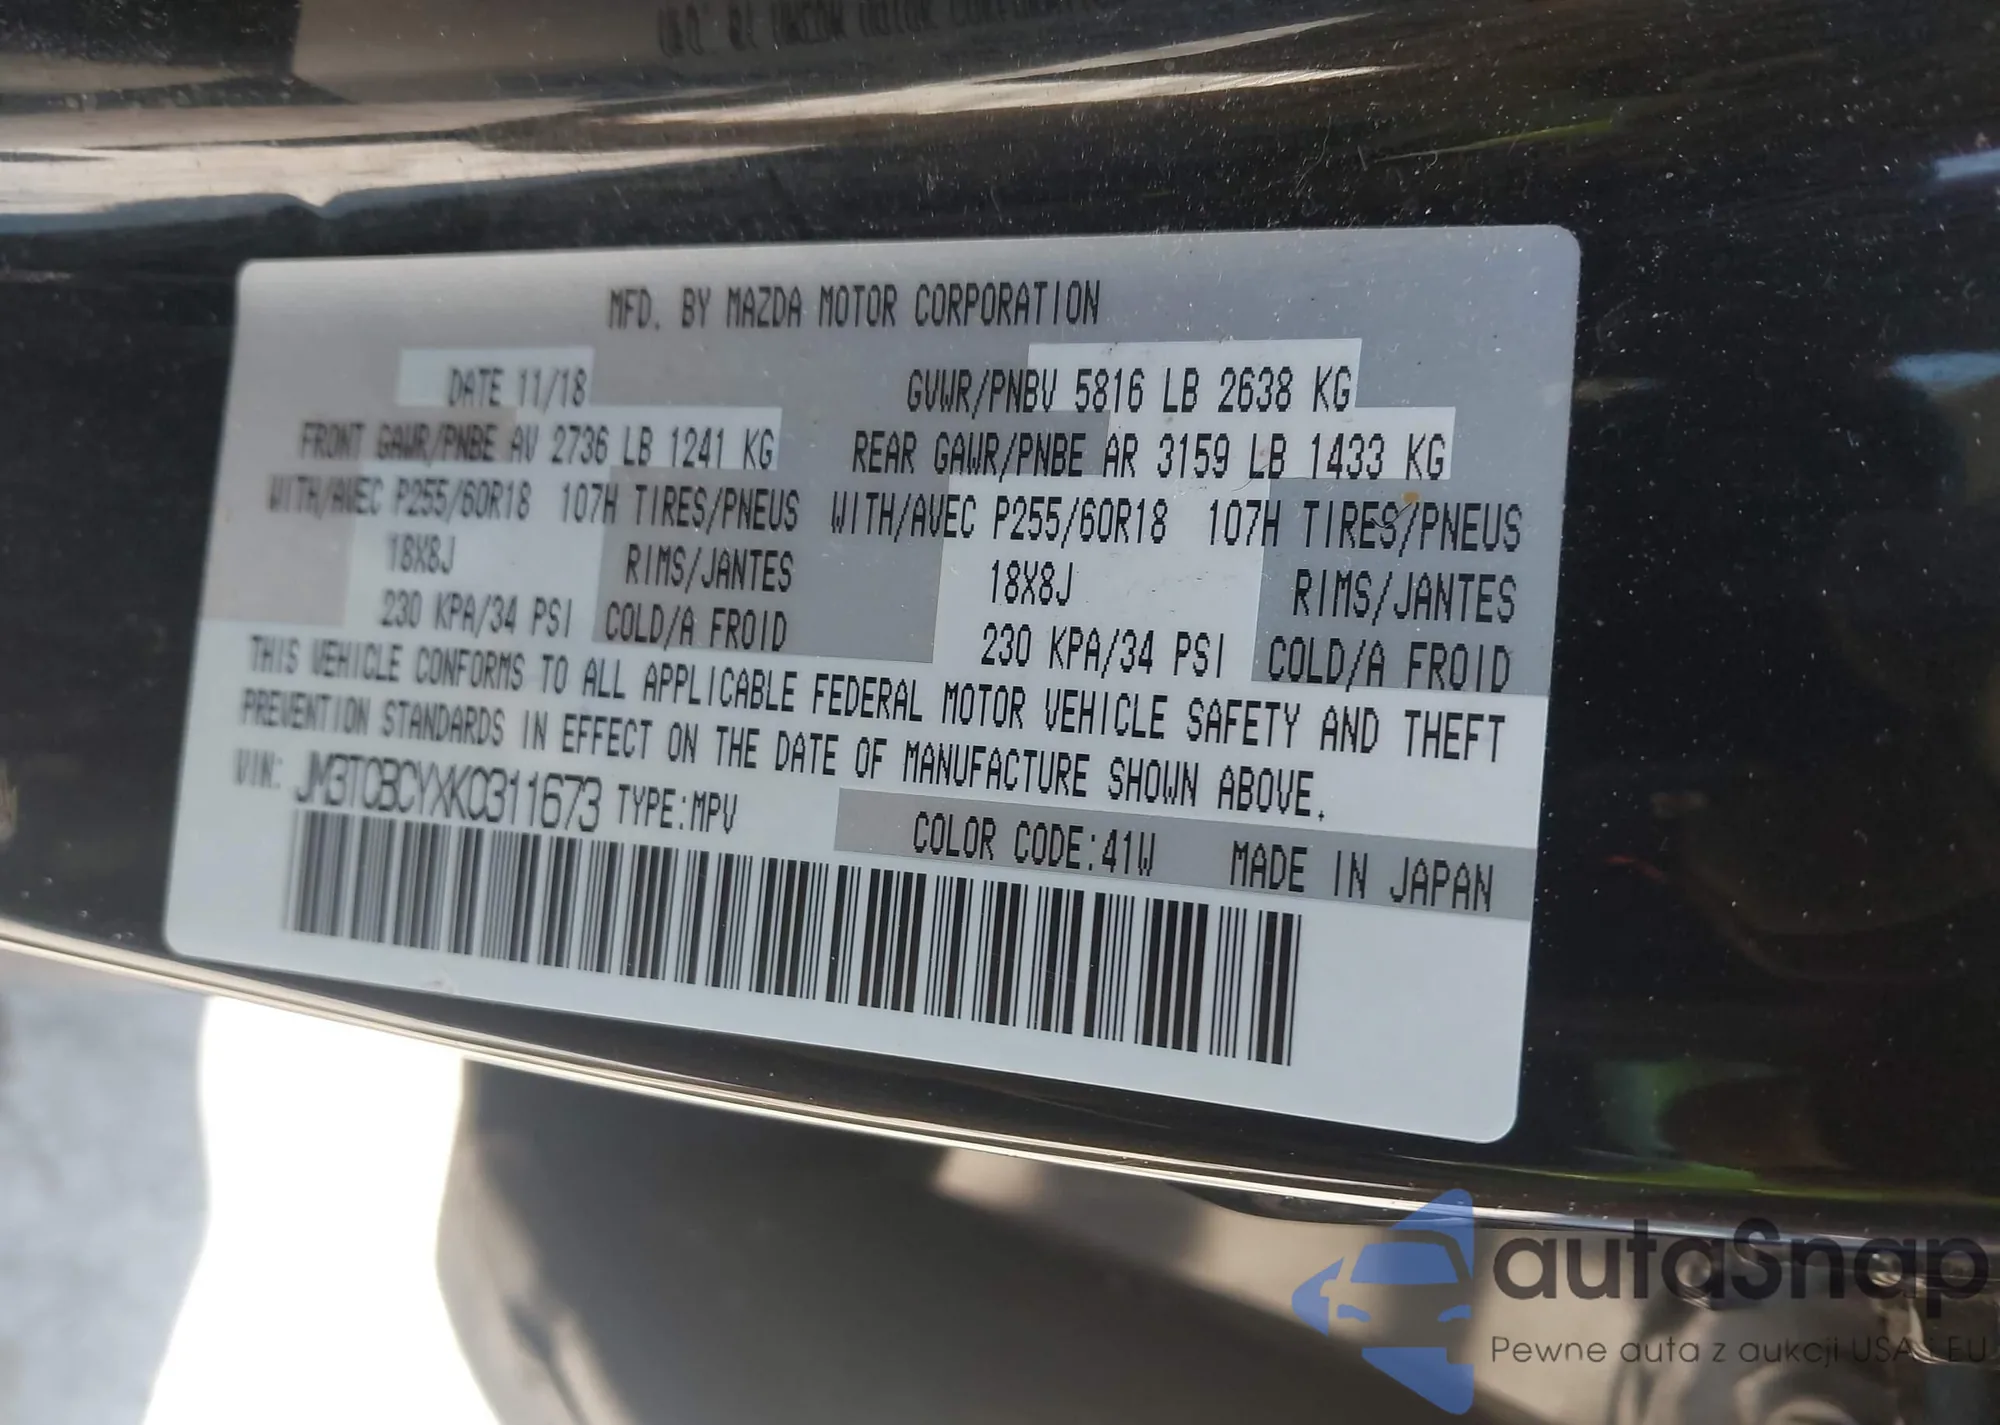 MFD. BY MAZDA MOTOR CORPORATION
DATE 11/18 GVWR/PNBV 5816 LB 2638 KG
FRONT GAWR/PNBE AV 2736 LB 1241 KG REAR GAWR/PNBE AR 3159 LB 1433 KG
WITH/AVEC P255/60R18 107H TIRES/PNEUS WITH/AVEC P255/60R18 107H TIRES/PNEUS
18X8J RIMS/JANTES 18X8J RIMS/JANTES
230 KPA/34 PSI COLD/A FROID 230 KPA/34 PSI COLD/A FROID
THIS VEHICLE CONFORMS TO ALL APPLICABLE FEDERAL MOTOR VEHICLE SAFETY AND THEFT
PREVENTION STANDARDS IN EFFECT ON THE DATE OF MANUFACTURE SHOWN ABOVE.
VIN: JM3TCBCYXK0311673 TYPE:MPV
COLOR CODE:41W MADE IN JAPAN
autaSnap
Pewne auta z aukcji USA i EU